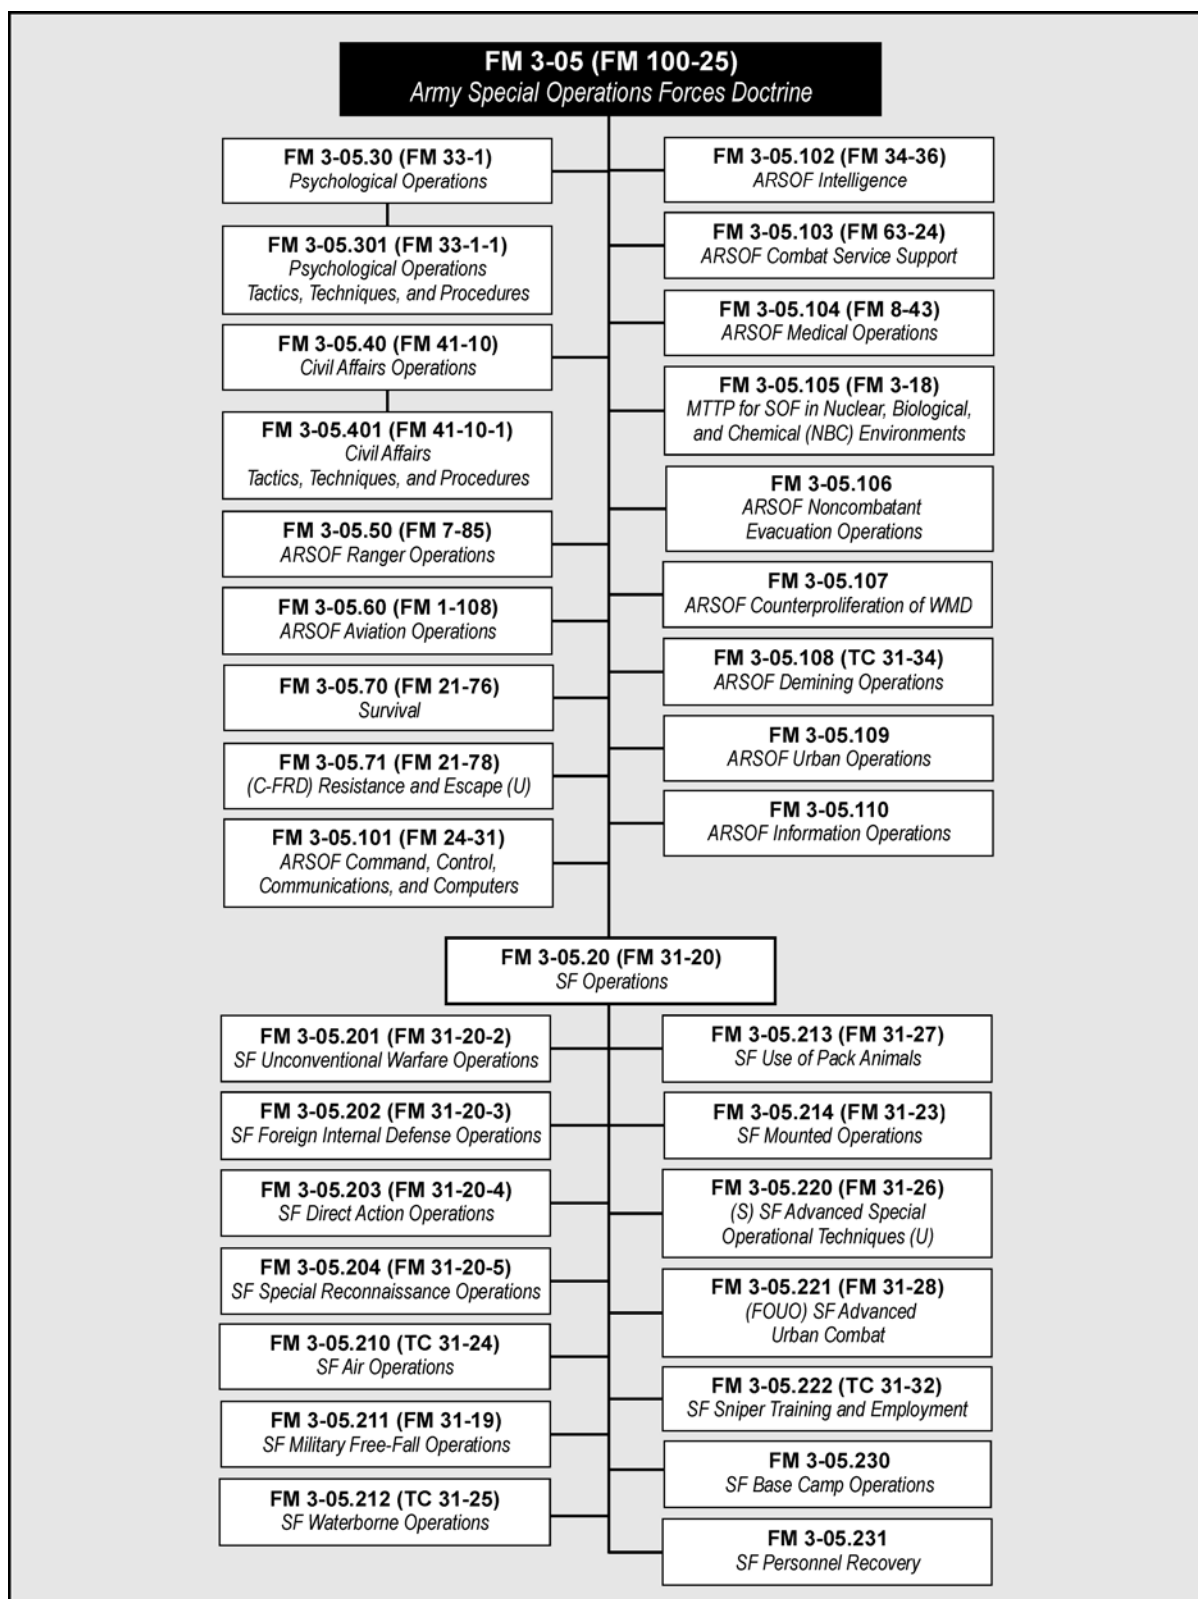 FM 3-05 (FM 100-25)
Army Special Operations Forces Doctrine
FM 3-05.30 (FM 33-1)
Psychological Operations
FM 3-05.301 (FM 33-1-1)
Psychological Operations
Tactics, Techniques, and Procedures
FM 3-05.40 (FM 41-10)
Civil Affairs Operations
FM 3-05.401 (FM 41-10-1)
Civil Affairs
Tactics, Techniques, and Procedures
FM 3-05.50 (FM 7-85)
ARSOF Ranger Operations
FM 3-05.60 (FM 1-108)
ARSOF Aviation Operations
FM 3-05.70 (FM 21-76)
Survival
FM 3-05.71 (FM 21-78)
(C-FRD) Resistance and Escape (U)
FM 3-05.101 (FM 24-31)
ARSOF Command, Control,
Communications, and Computers
FM 3-05.102 (FM 34-36)
ARSOF Intelligence
FM 3-05.103 (FM 63-24)
ARSOF Combat Service Support
FM 3-05.104 (FM 8-43)
ARSOF Medical Operations
FM 3-05.105 (FM 3-18)
MTTP for SOF in Nuclear, Biological,
and Chemical (NBC) Environments
FM 3-05.106
ARSOF Noncombatant
Evacuation Operations
FM 3-05.107
ARSOF Counterproliferation of WMD
FM 3-05.108 (TC 31-34)
ARSOF Demining Operations
FM 3-05.109
ARSOF Urban Operations
FM 3-05.110
ARSOF Information Operations
FM 3-05.20 (FM 31-20)
SF Operations
FM 3-05.201 (FM 31-20-2)
SF Unconventional Warfare Operations
FM 3-05.202 (FM 31-20-3)
SF Foreign Internal Defense Operations
FM 3-05.203 (FM 31-20-4)
SF Direct Action Operations
FM 3-05.204 (FM 31-20-5)
SF Special Reconnaissance Operations
FM 3-05.210 (TC 31-24)
SF Air Operations
FM 3-05.211 (FM 31-19)
SF Military Free-Fall Operations
FM 3-05.212 (TC 31-25)
SF Waterborne Operations
FM 3-05.213 (FM 31-27)
SF Use of Pack Animals
FM 3-05.214 (FM 31-23)
SF Mounted Operations
FM 3-05.220 (FM 31-26)
(S) SF Advanced Special
Operational Techniques (U)
FM 3-05.221 (FM 31-28)
(FOUO) SF Advanced
Urban Combat
FM 3-05.222 (TC 31-32)
SF Sniper Training and Employment
FM 3-05.230
SF Base Camp Operations
FM 3-05.231
SF Personnel Recovery